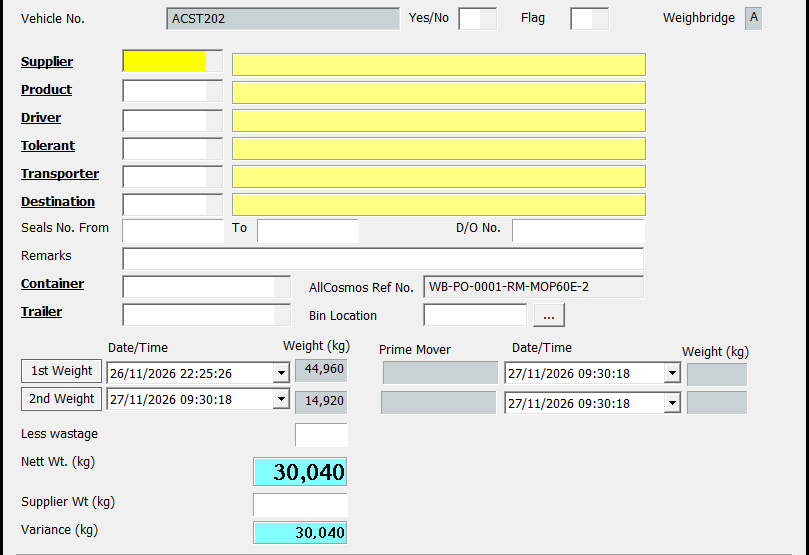 Vehicle No. ACST202 Yes/No Flag Weighbridge A
Supplier
Product
Driver
Tolerant
Transporter
Destination
Seals No. From To D/O No.
Remarks
Container AllCosmos Ref No. WB-PO-0001-RM-MOP60E-2
Trailer Bin Location ...
Date/Time Weight (kg) Prime Mover Date/Time Weight (kg)
1st Weight 26/11/2026 22:25:26 44,960 27/11/2026 09:30:18
2nd Weight 27/11/2026 09:30:18 14,920 27/11/2026 09:30:18
Less wastage
Nett Wt. (kg) 30,040
Supplier Wt (kg)
Variance (kg) 30,040